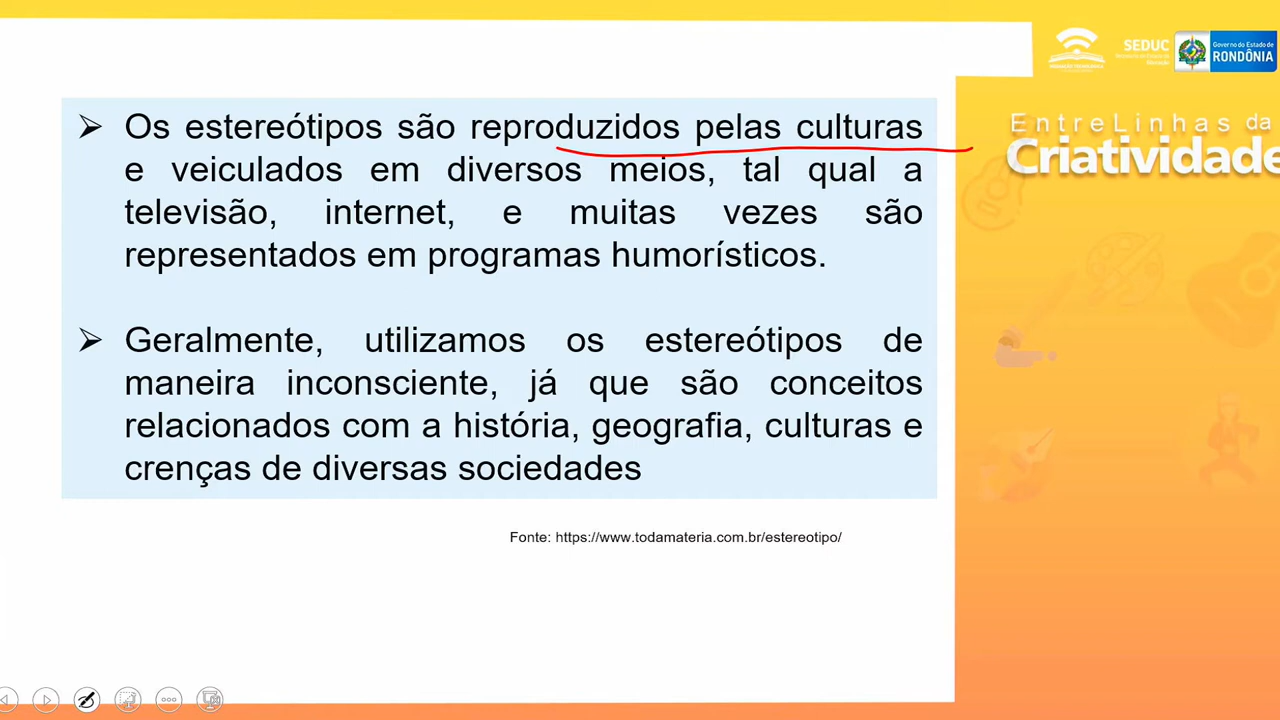 SEDUC
Governo do Estado de
RONDÔNIA
EntreLinhas da
Criatividade
➢ Os estereótipos são reproduzidos pelas culturas
e veiculados em diversos meios, tal qual a
televisão, internet, e muitas vezes são
representados em programas humorísticos.
➢ Geralmente, utilizamos os estereótipos de
maneira inconsciente, já que são conceitos
relacionados com a história, geografia, culturas e
crenças de diversas sociedades
Fonte: https://www.todamateria.com.br/estereotipo/